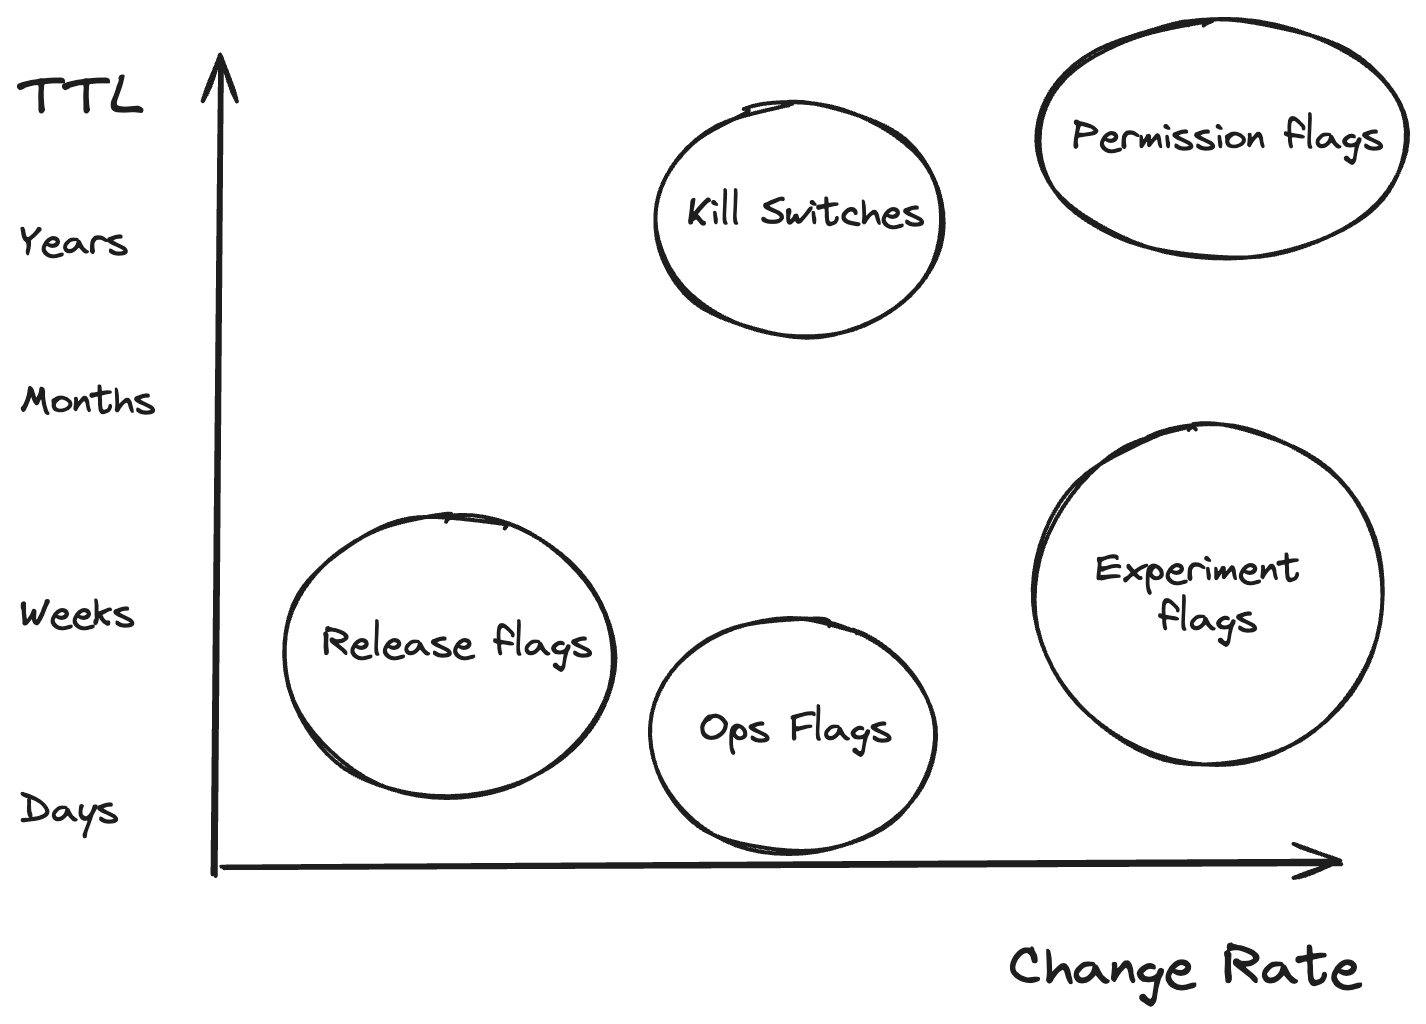 TTL
Permission flags
Kill Switches
Years
Months
Experiment
flags
Weeks
Release flags
Ops Flags
Days
Change Rate